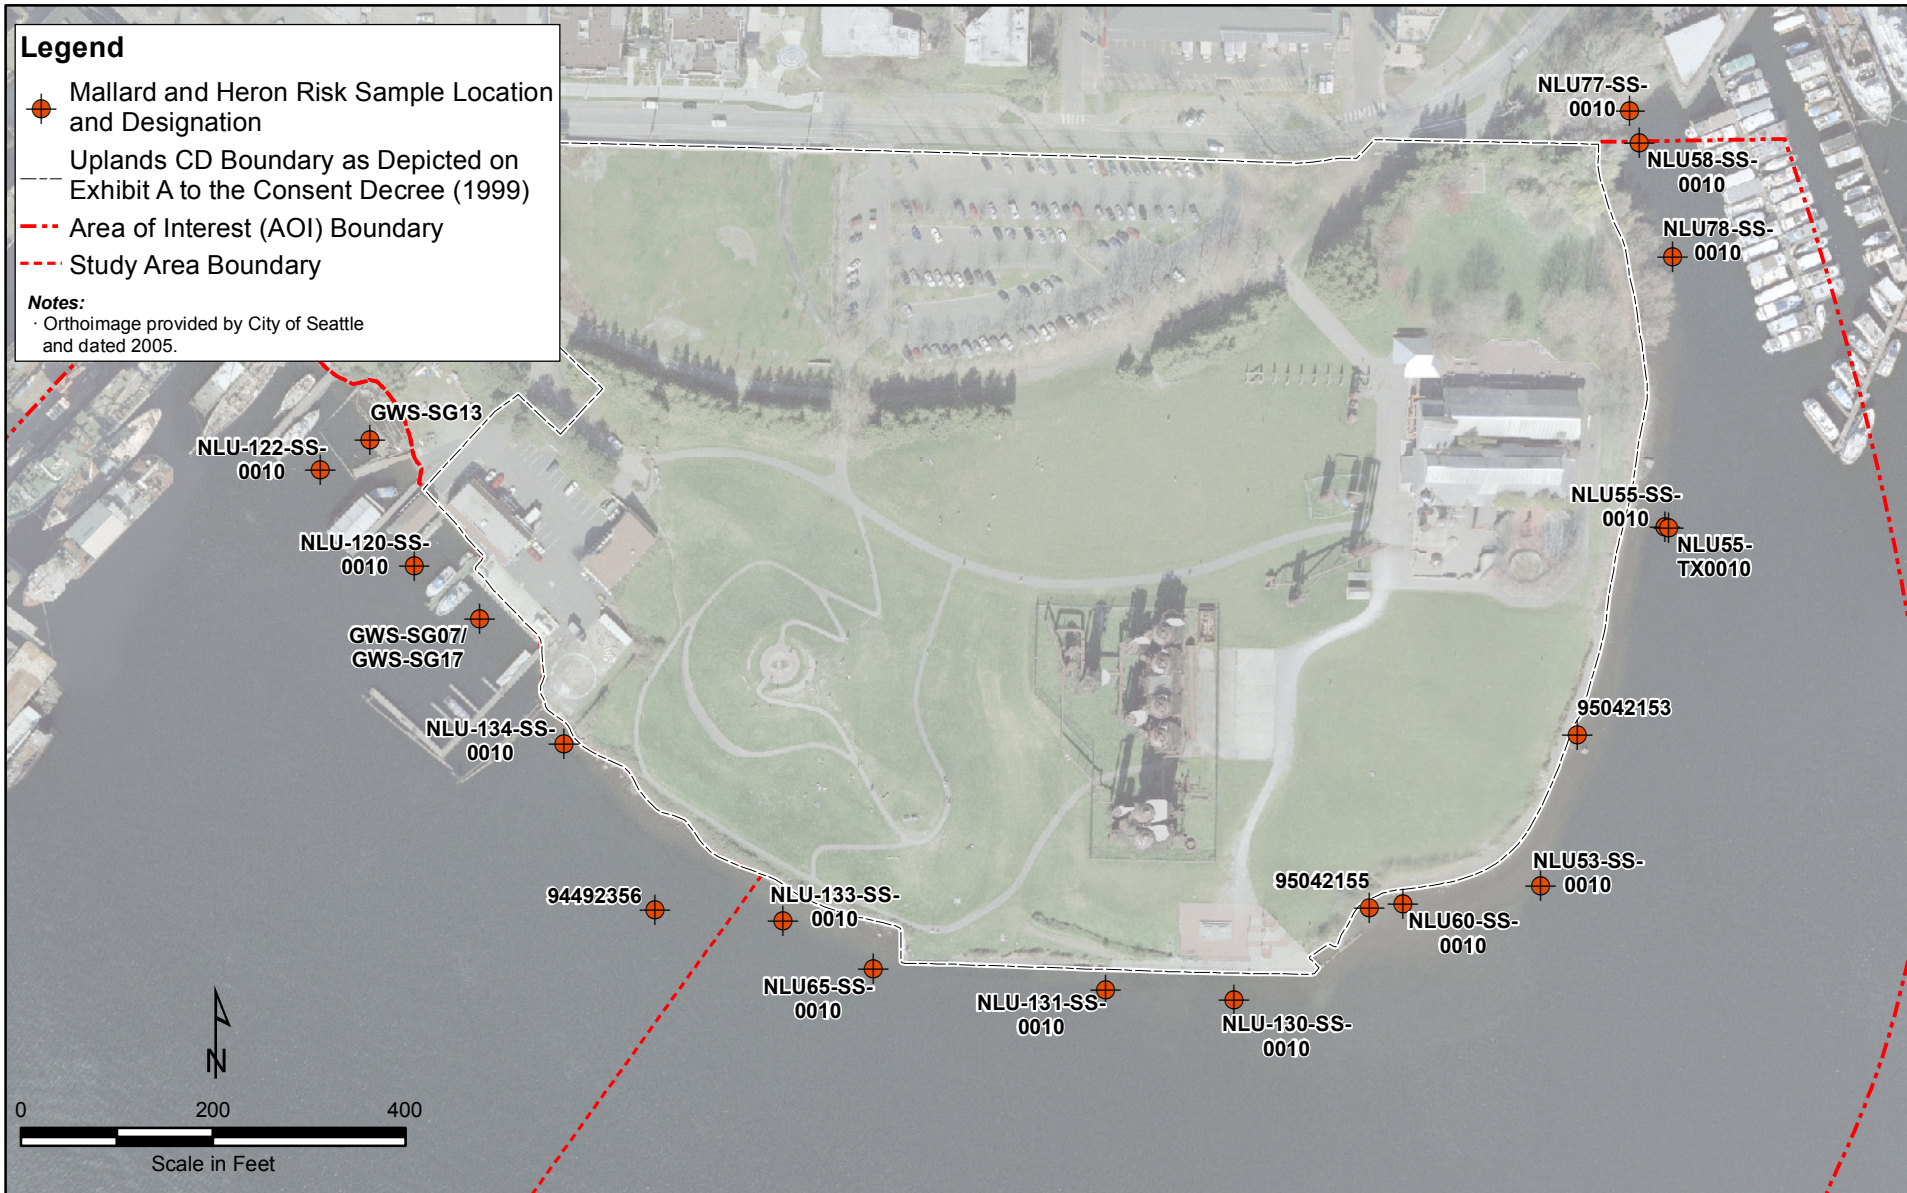 Legend
Mallard and Heron Risk Sample Location
and Designation
Uplands CD Boundary as Depicted on
Exhibit A to the Consent Decree (1999)
Area of Interest (AOI) Boundary
Study Area Boundary
Notes:
· Orthoimage provided by City of Seattle
and dated 2005.
NLU77-SS-
0010
NLU58-SS-
0010
NLU78-SS-
0010
GWS-SG13
NLU-122-SS-
0010
NLU55-SS-
0010
NLU55-
TX0010
NLU-120-SS-
0010
GWS-SG07/
GWS-SG17
95042153
NLU-134-SS-
0010
NLU53-SS-
0010
95042155
NLU60-SS-
0010
94492356
NLU-133-SS-
0010
NLU65-SS-
0010
NLU-131-SS-
0010
NLU-130-SS-
0010
N
0 200 400
Scale in Feet